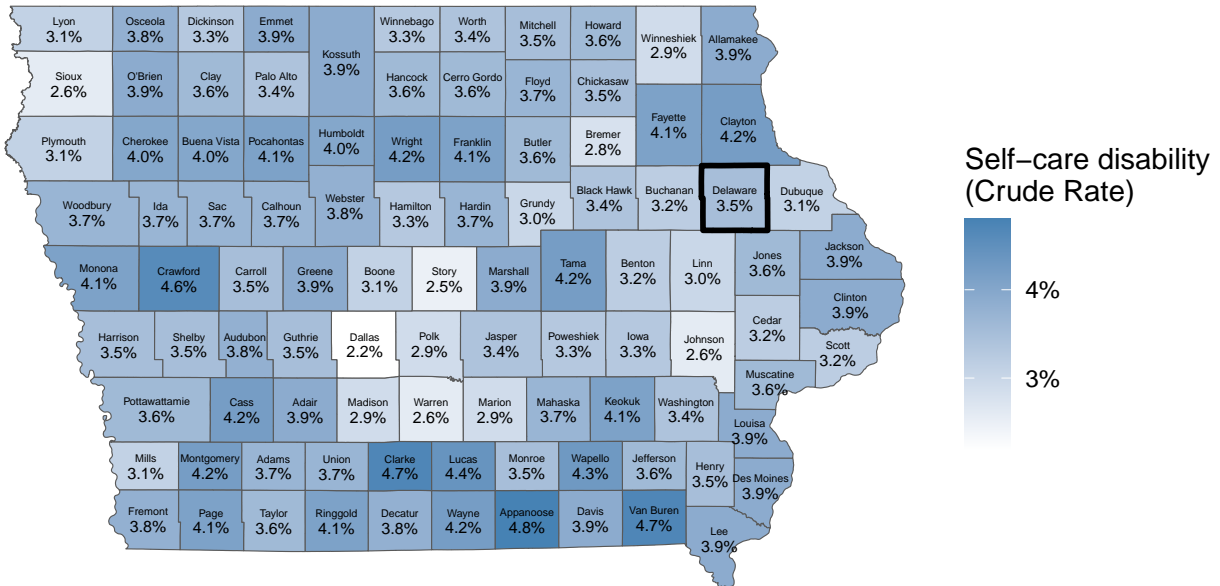 Lyon
3.1%
Osceola
3.8%
Dickinson
3.3%
Emmet
3.9%
Kossuth
3.9%
Winnebago
3.3%
Worth
3.4%
Mitchell
3.5%
Howard
3.6%
Winneshiek
2.9%
Allamakee
3.9%
Sioux
2.6%
O'Brien
3.9%
Clay
3.6%
Palo Alto
3.4%
Hancock
3.6%
Cerro Gordo
3.6%
Floyd
3.7%
Chickasaw
3.5%
Fayette
4.1%
Clayton
4.2%
Plymouth
3.1%
Cherokee
4.0%
Buena Vista
4.0%
Pocahontas
4.1%
Humboldt
4.0%
Wright
4.2%
Franklin
4.1%
Butler
3.6%
Bremer
2.8%
Woodbury
3.7%
Ida
3.7%
Sac
3.7%
Calhoun
3.7%
Webster
3.8%
Hamilton
3.3%
Hardin
3.7%
Grundy
3.0%
Black Hawk
3.4%
Buchanan
3.2%
Delaware
3.5%
Dubuque
3.1%
Monona
4.1%
Crawford
4.6%
Carroll
3.5%
Greene
3.9%
Boone
3.1%
Story
2.5%
Marshall
3.9%
Tama
4.2%
Benton
3.2%
Linn
3.0%
Jones
3.6%
Jackson
3.9%
Clinton
3.9%
Harrison
3.5%
Shelby
3.5%
Audubon
3.8%
Guthrie
3.5%
Dallas
2.2%
Polk
2.9%
Jasper
3.4%
Poweshiek
3.3%
Iowa
3.3%
Johnson
2.6%
Cedar
3.2%
Scott
3.2%
Muscatine
3.6%
Pottawattamie
3.6%
Cass
4.2%
Adair
3.9%
Madison
2.9%
Warren
2.6%
Marion
2.9%
Mahaska
3.7%
Keokuk
4.1%
Washington
3.4%
Louisa
3.9%
Mills
3.1%
Montgomery
4.2%
Adams
3.7%
Union
3.7%
Clarke
4.7%
Lucas
4.4%
Monroe
3.5%
Wapello
4.3%
Jefferson
3.6%
Henry
3.5%
Des Moines
3.9%
Fremont
3.8%
Page
4.1%
Taylor
3.6%
Ringgold
4.1%
Decatur
3.8%
Wayne
4.2%
Appanoose
4.8%
Davis
3.9%
Van Buren
4.7%
Lee
3.9%
Self−care disability
(Crude Rate)
4%
3%